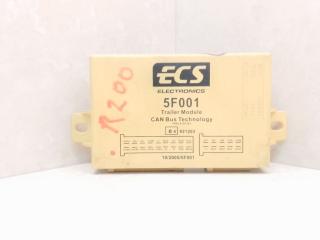 R200
ECS
ELECTRONICS
5F001
Trailer Module
CAN Bus Technology